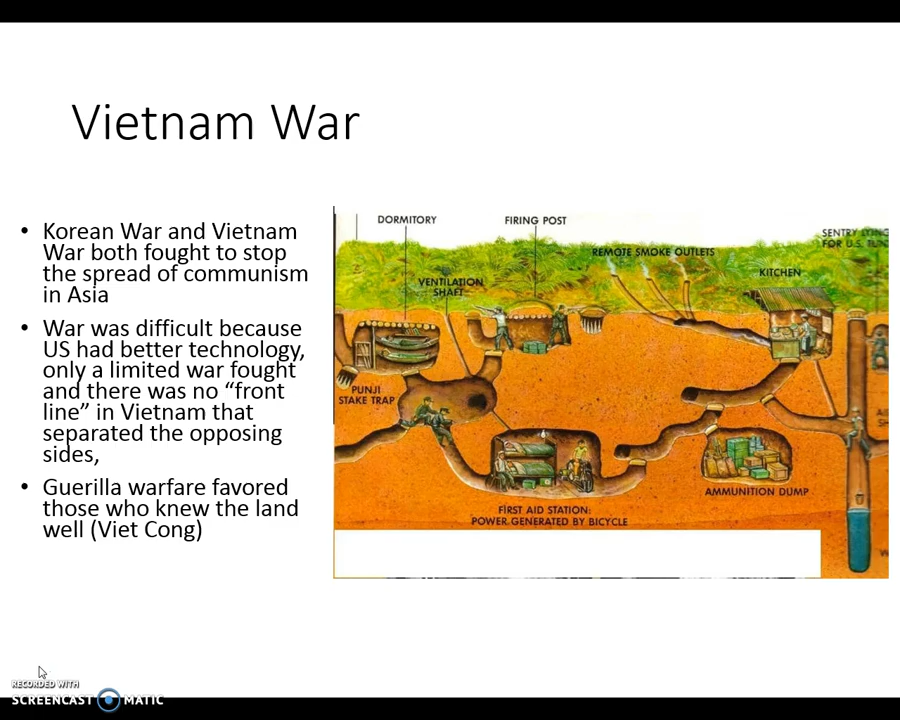 Vietnam War
• Korean War and Vietnam
War both fought to stop
the spread of communism
in Asia
• War was difficult because
US had better technology,
only a limited war fought
and there was no “front
line” in Vietnam that
separated the opposing
sides,
• Guerilla warfare favored
those who knew the land
well (Viet Cong)
DORMITORY
FIRING POST
SENTRY
FOR U.S.
REMOTE SMOKE OUTLETS
KITCHEN
VENTILATION
SHAFT
PUNJI
STAKE TRAP
AMMUNITION DUMP
FIRST AID STATION:
POWER GENERATED BY BICYCLE
RECORDED WITH
SCREENCAST MATIC